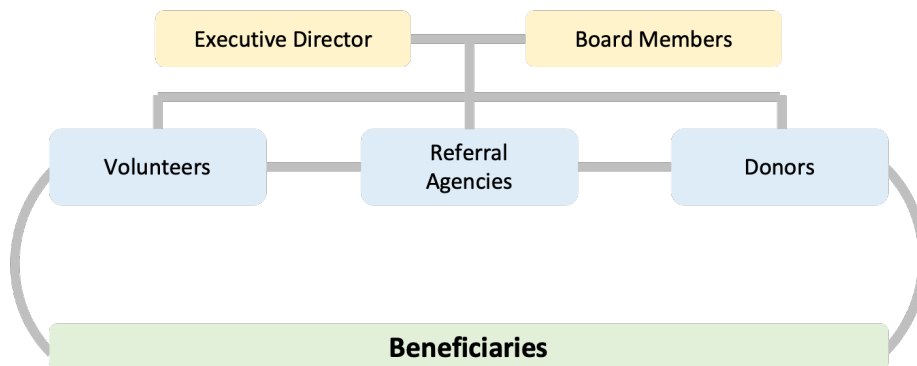 Executive Director
Board Members
Volunteers
Referral
Agencies
Donors
Beneficiaries